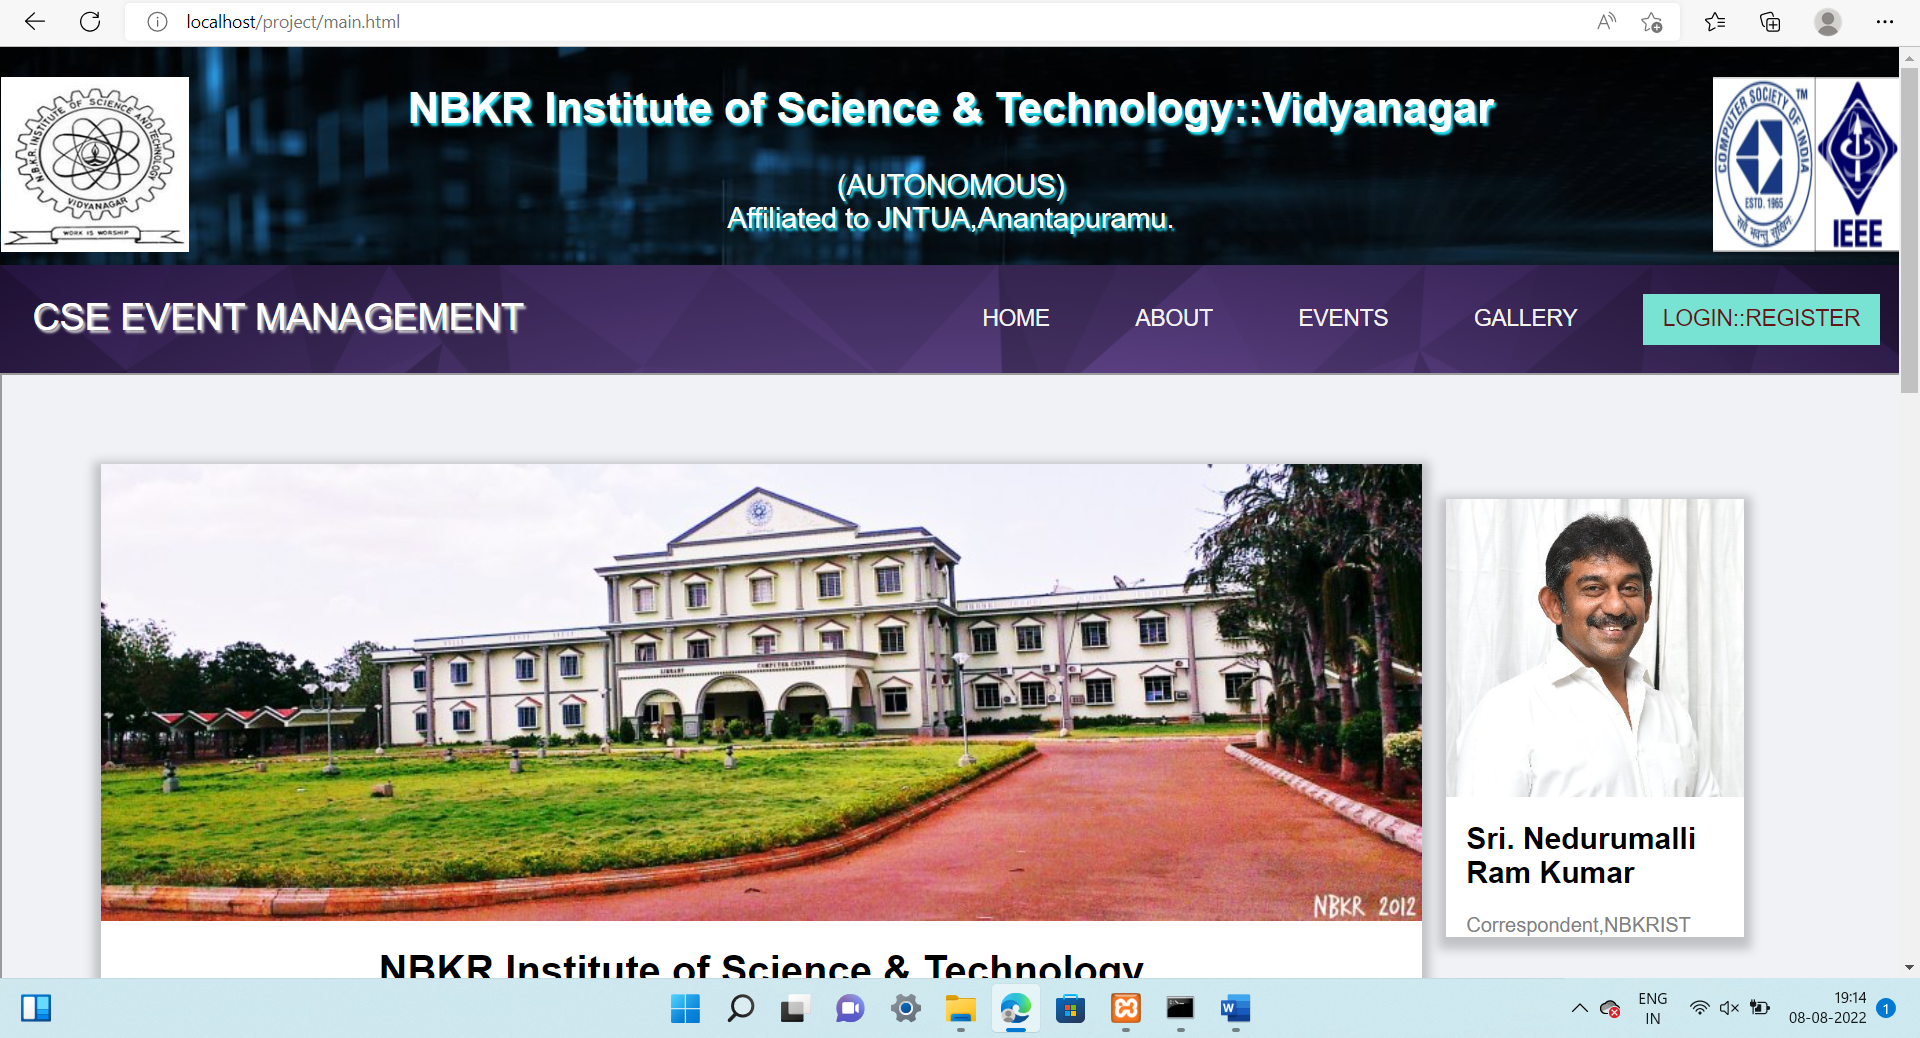 localhost/project/main.html
N.B.K.R. INSTITUTE OF SCIENCE AND TECHNOLOGY
VIDYANAGAR
WORK IS WORSHIP
NBKR Institute of Science & Technology::Vidyanagar
(AUTONOMOUS)
Affiliated to JNTUA,Anantapuramu.
COMPUTER SOCIETY OF INDIA
TM
ESTD. 1965
IEEE
CSE EVENT MANAGEMENT
HOME
ABOUT
EVENTS
GALLERY
LOGIN::REGISTER
LIBRARY
COMPUTER CENTRE
NBKR 2012
Sri. Nedurumalli
Ram Kumar
Correspondent,NBKRIST
NBKR Institute of Science & Technology
ENG
IN
19:14
08-08-2022
1